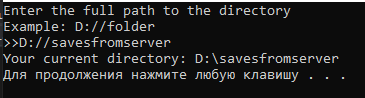 Enter the full path to the directory
Example: D://folder
>>D://savesfromserver
Your current directory: D:\savesfromserver
Для продолжения нажмите любую клавишу . . .